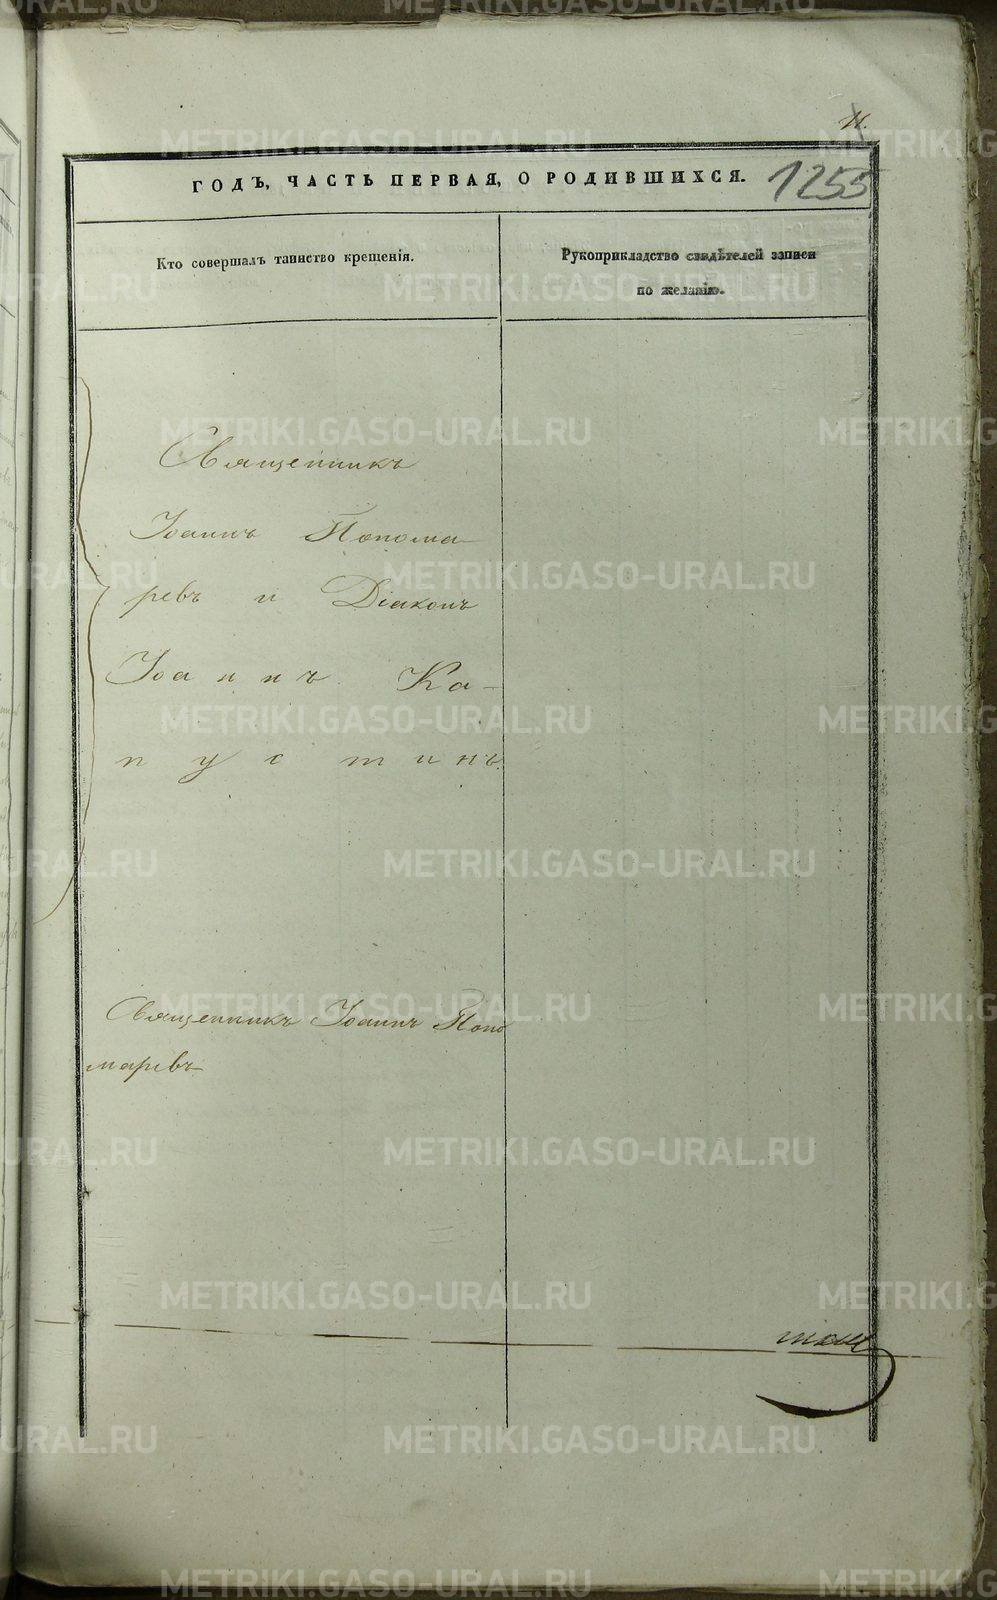 11.
ГОДЪ, ЧАСТЬ ПЕРВАЯ, О РОДИВШИХСЯ.
1255
Кто совершалъ таинство крещенія.
Рукоприкладство свидѣтелей записи
по желанію.
Священникъ
Іоаннъ Понома-
ревъ и Діаконъ
Іоаннъ Ка-
пустинъ.
Священникъ Іоаннъ Поно
маревъ
METRIKI.GASO-URAL.RU